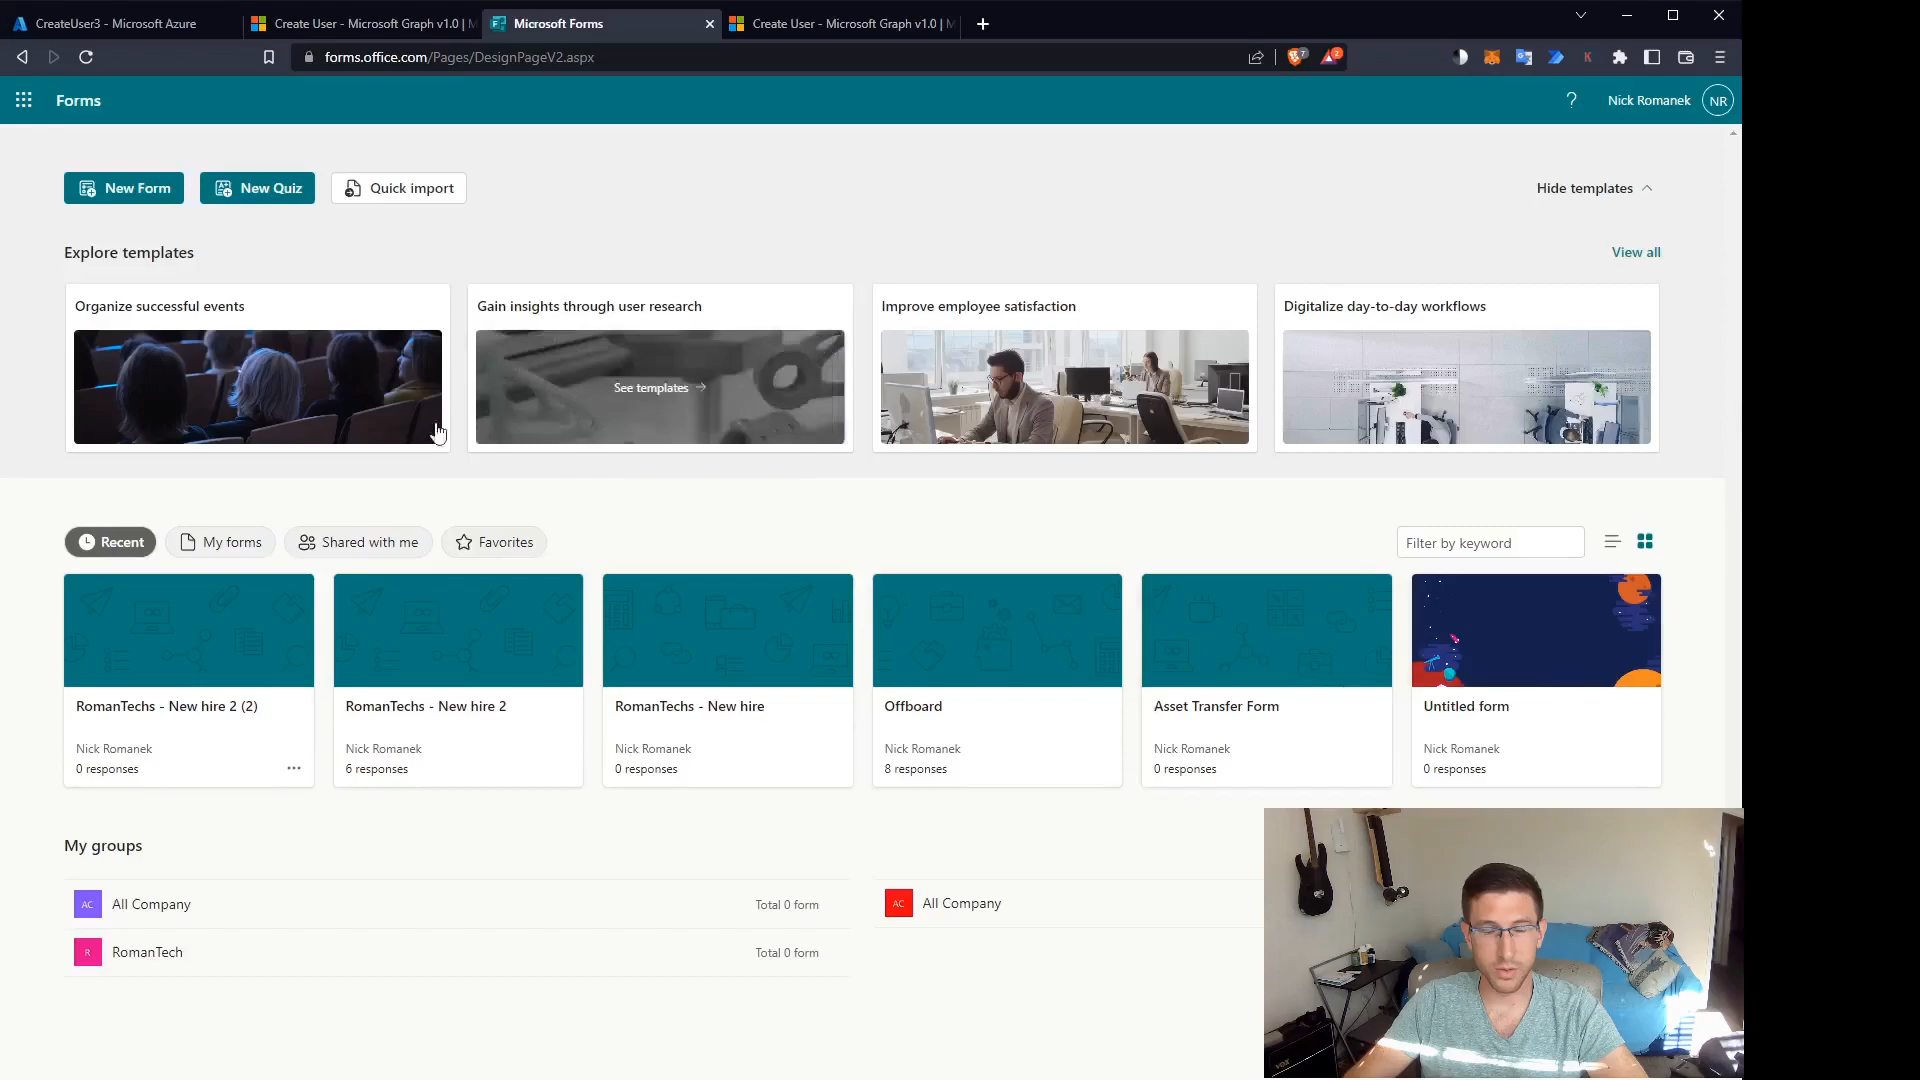 CreateUser3 - Microsoft Azure
Create User - Microsoft Graph v1.0 | M
Microsoft Forms
Create User - Microsoft Graph v1.0 | M
forms.office.com/Pages/DesignPageV2.aspx
7
2
K
Forms
?
Nick Romanek
NR
New Form
New Quiz
Quick import
Hide templates
Explore templates
View all
Organize successful events
Gain insights through user research
Improve employee satisfaction
Digitalize day-to-day workflows
See templates
Recent
My forms
Shared with me
Favorites
Filter by keyword
RomanTechs - New hire 2 (2)
Nick Romanek
0 responses
RomanTechs - New hire 2
Nick Romanek
6 responses
RomanTechs - New hire
Nick Romanek
0 responses
Offboard
Nick Romanek
8 responses
Asset Transfer Form
Nick Romanek
0 responses
Untitled form
Nick Romanek
0 responses
My groups
AC
All Company
Total 0 form
AC
All Company
R
RomanTech
Total 0 form
VOX